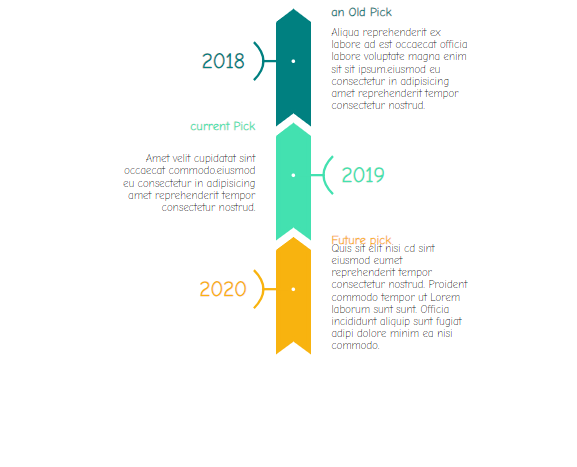 an Old Pick
Aliqua reprehenderit ex
labore ad est occaecat officia
labore voluptate magna enim
sit sit ipsum.eiusmod eu
consectetur in adipisicing
amet reprehenderit tempor
consectetur nostrud.
2018
current Pick
Amet velit cupidatat sint
occaecat commodo.eiusmod
eu consectetur in adipisicing
amet reprehenderit tempor
consectetur nostrud.
2019
Future pick
Quis sit elit nisi cd sint
eiusmod eumet
reprehenderit tempor
consectetur nostrud. Proident
commodo tempor ut Lorem
laborum sunt sunt. Officia
incididunt aliquip sunt fugiat
adipi dolore minim ea nisi
commodo.
2020